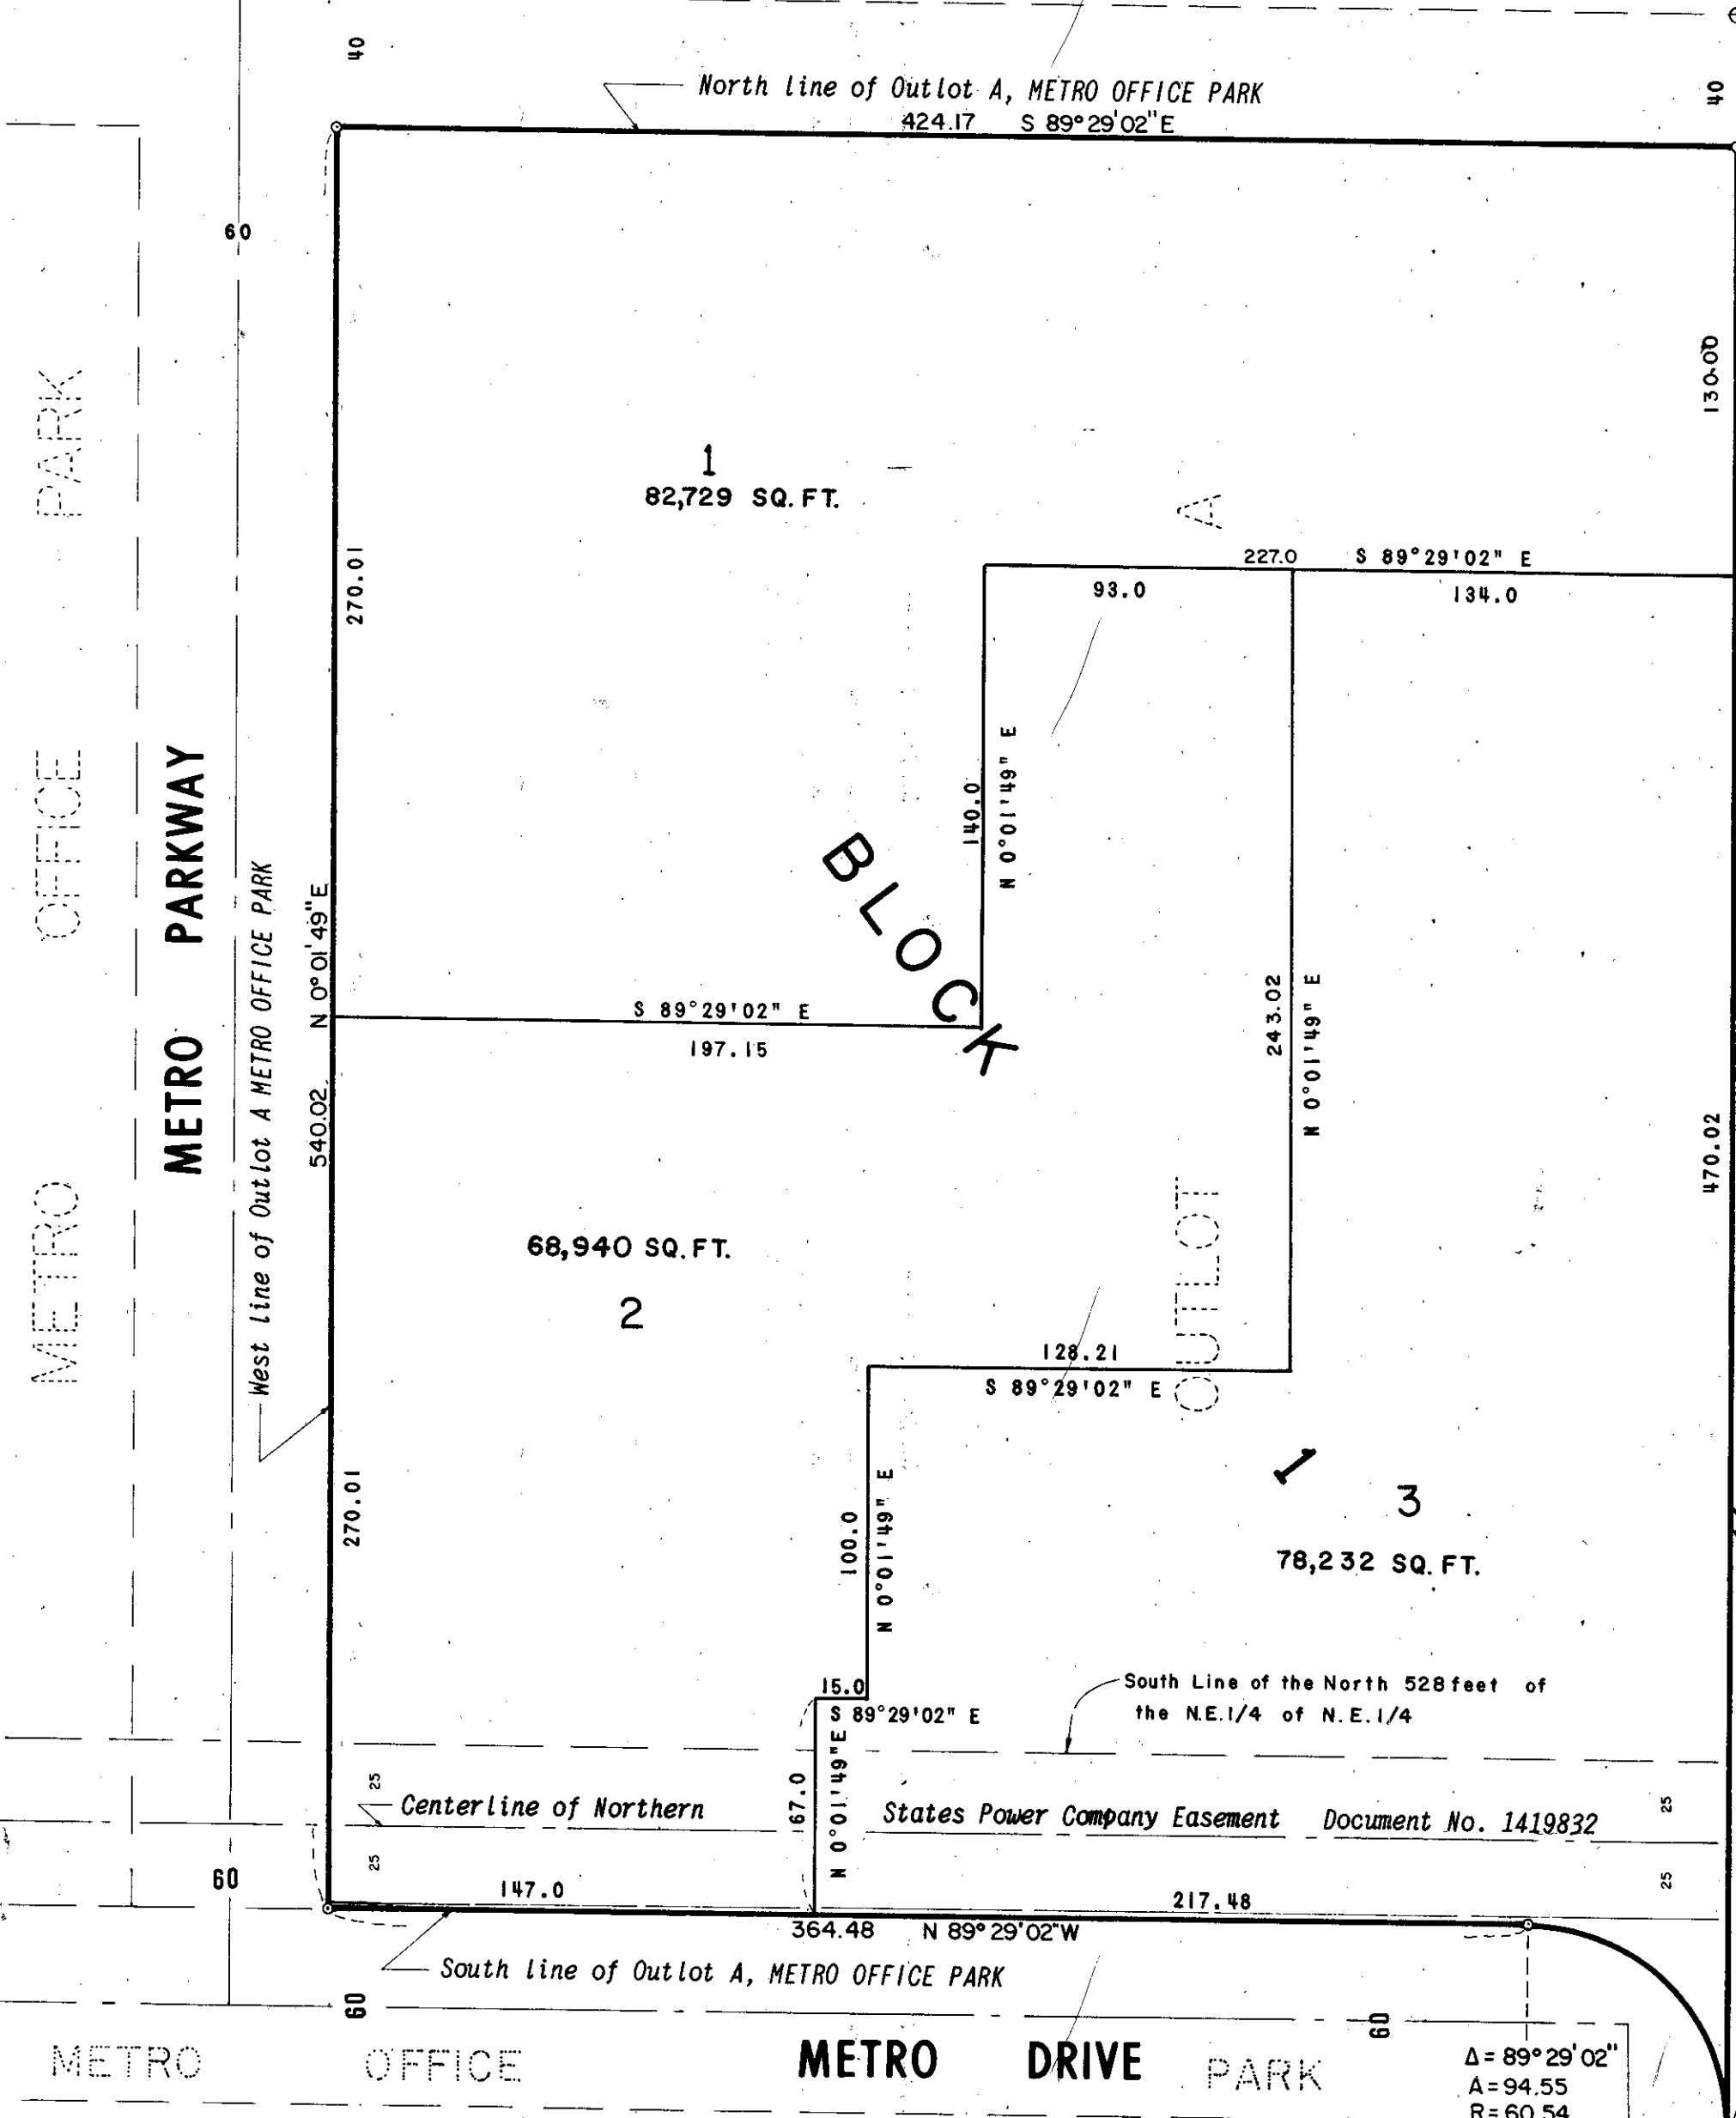 40
North line of Outlot A, METRO OFFICE PARK
424.17 S 89°29'02"E
40
60
130.00
PARK
1
82,729 SQ. FT.
A
270.01
227.0 S 89°29'02" E
93.0
134.0
140.0
N 0°01'49" E
OFFICE
METRO PARKWAY
West line of Outlot A METRO OFFICE PARK
N 0°01'49"E
540.02
BLOCK
S 89°29'02" E
197.15
243.02
N 0°01'49" E
470.02
METRO
OUTLOT
68,940 SQ. FT.
2
128.21
S 89°29'02" E
1
3
78,232 SQ. FT.
270.01
100.0
N 0°01'49" E
15.0
S 89°29'02" E
South Line of the North 528 feet of
the N.E.1/4 of N.E.1/4
67.0
N 0°01'49"E
25
Centerline of Northern States Power Company Easement Document No. 1419832
25
25
25
60
147.0
217.48
364.48 N 89°29'02"W
South line of Outlot A, METRO OFFICE PARK
60
60
METRO OFFICE METRO DRIVE PARK
Δ = 89°29'02"
A = 94.55
R = 60.54